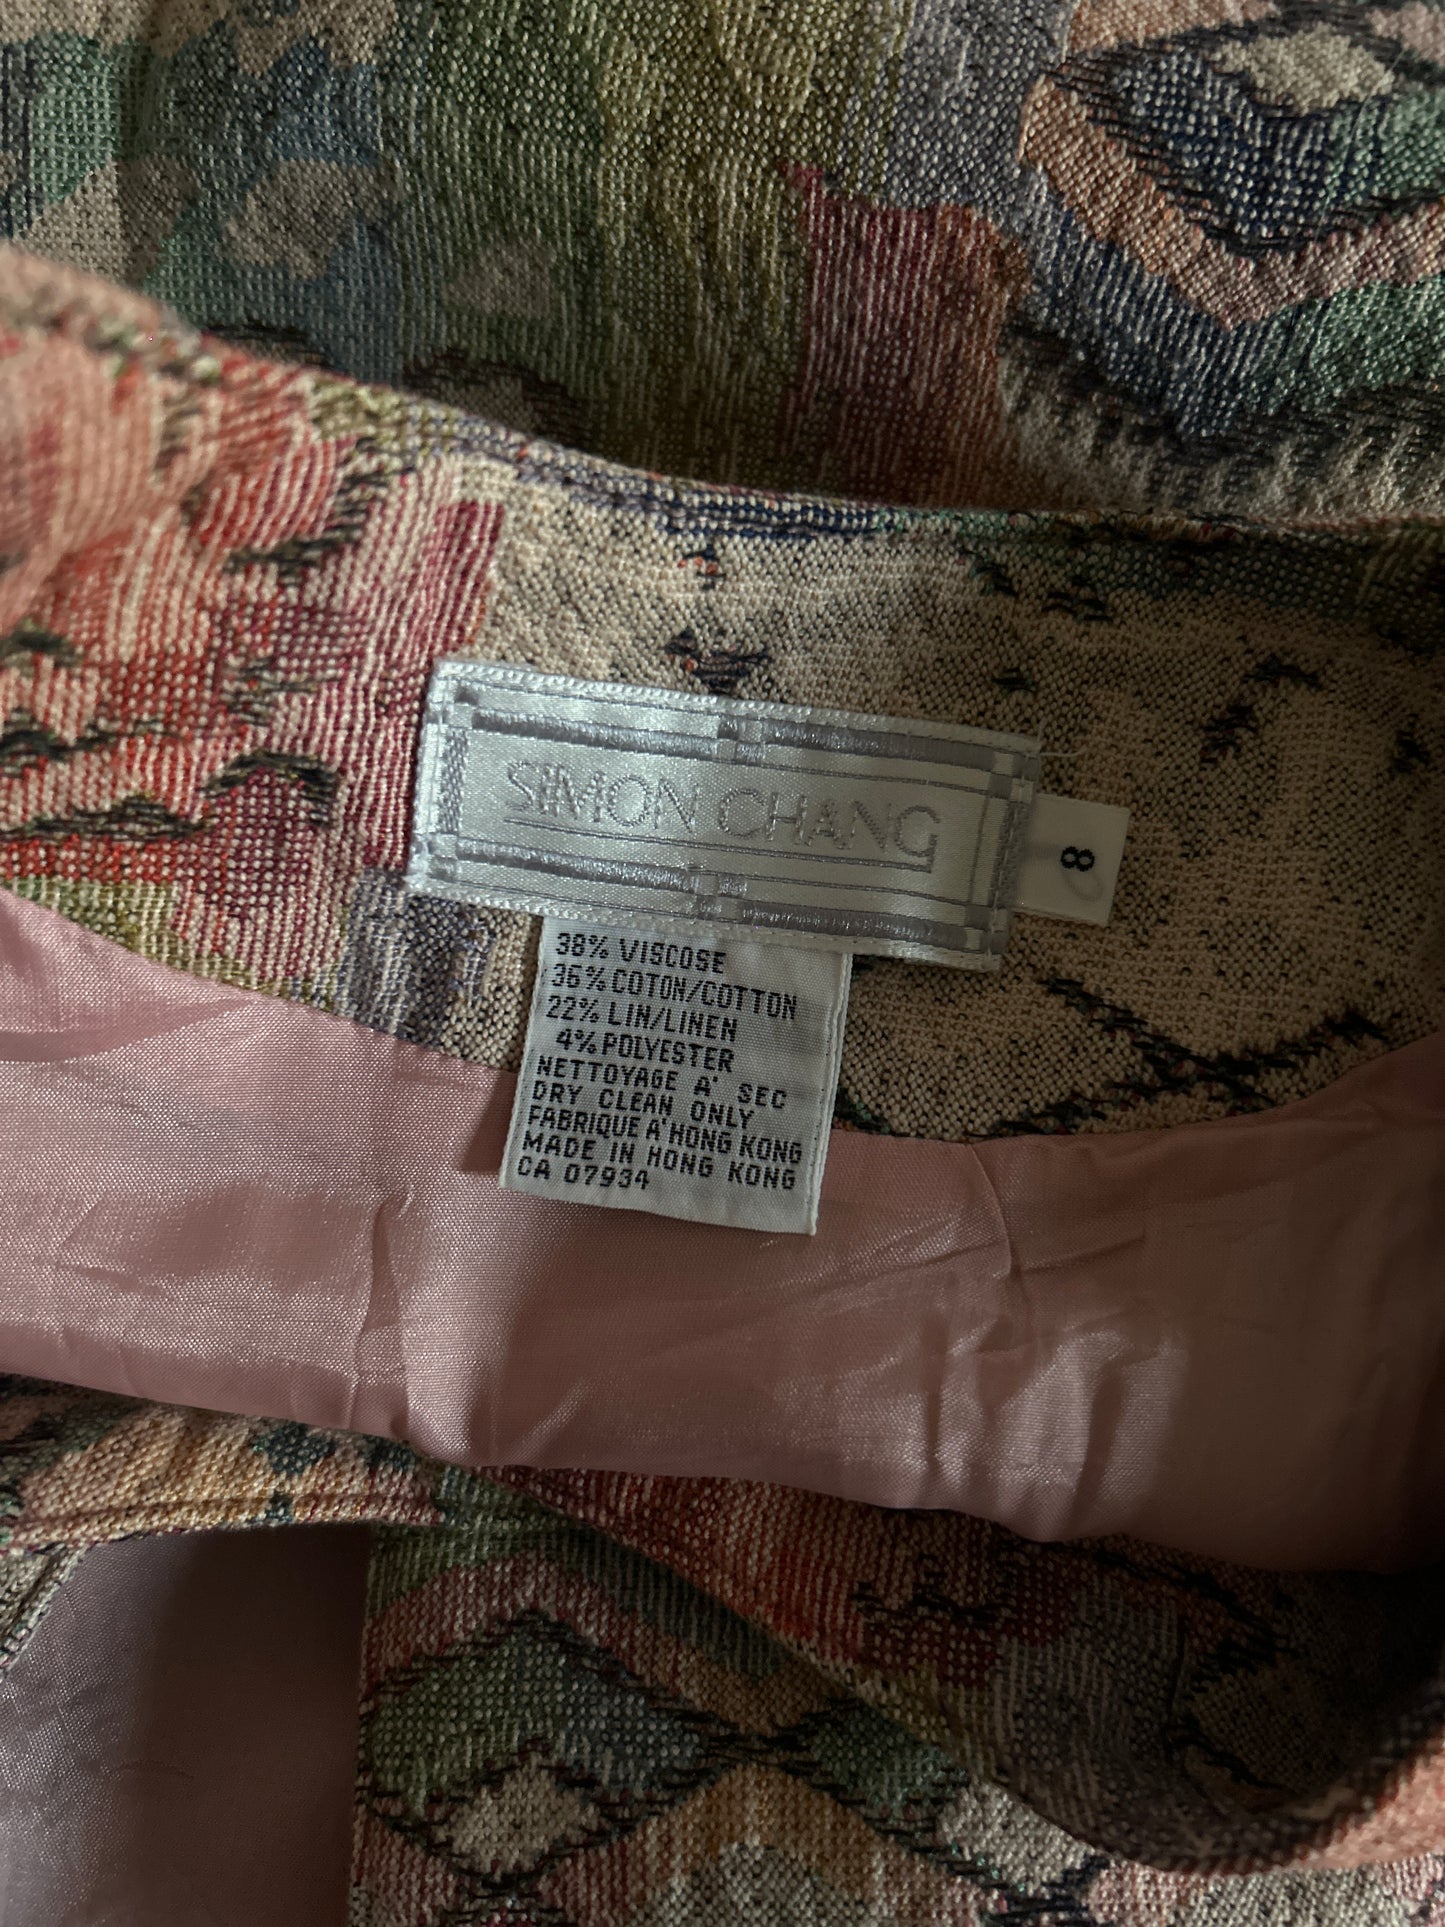 SIMON CHANG
8
38% VISCOSE
36% COTON/COTTON
22% LIN/LINEN
4% POLYESTER
NETTOYAGE A' SEC
DRY CLEAN ONLY
FABRIQUE A' HONG KONG
MADE IN HONG KONG
CA 07934